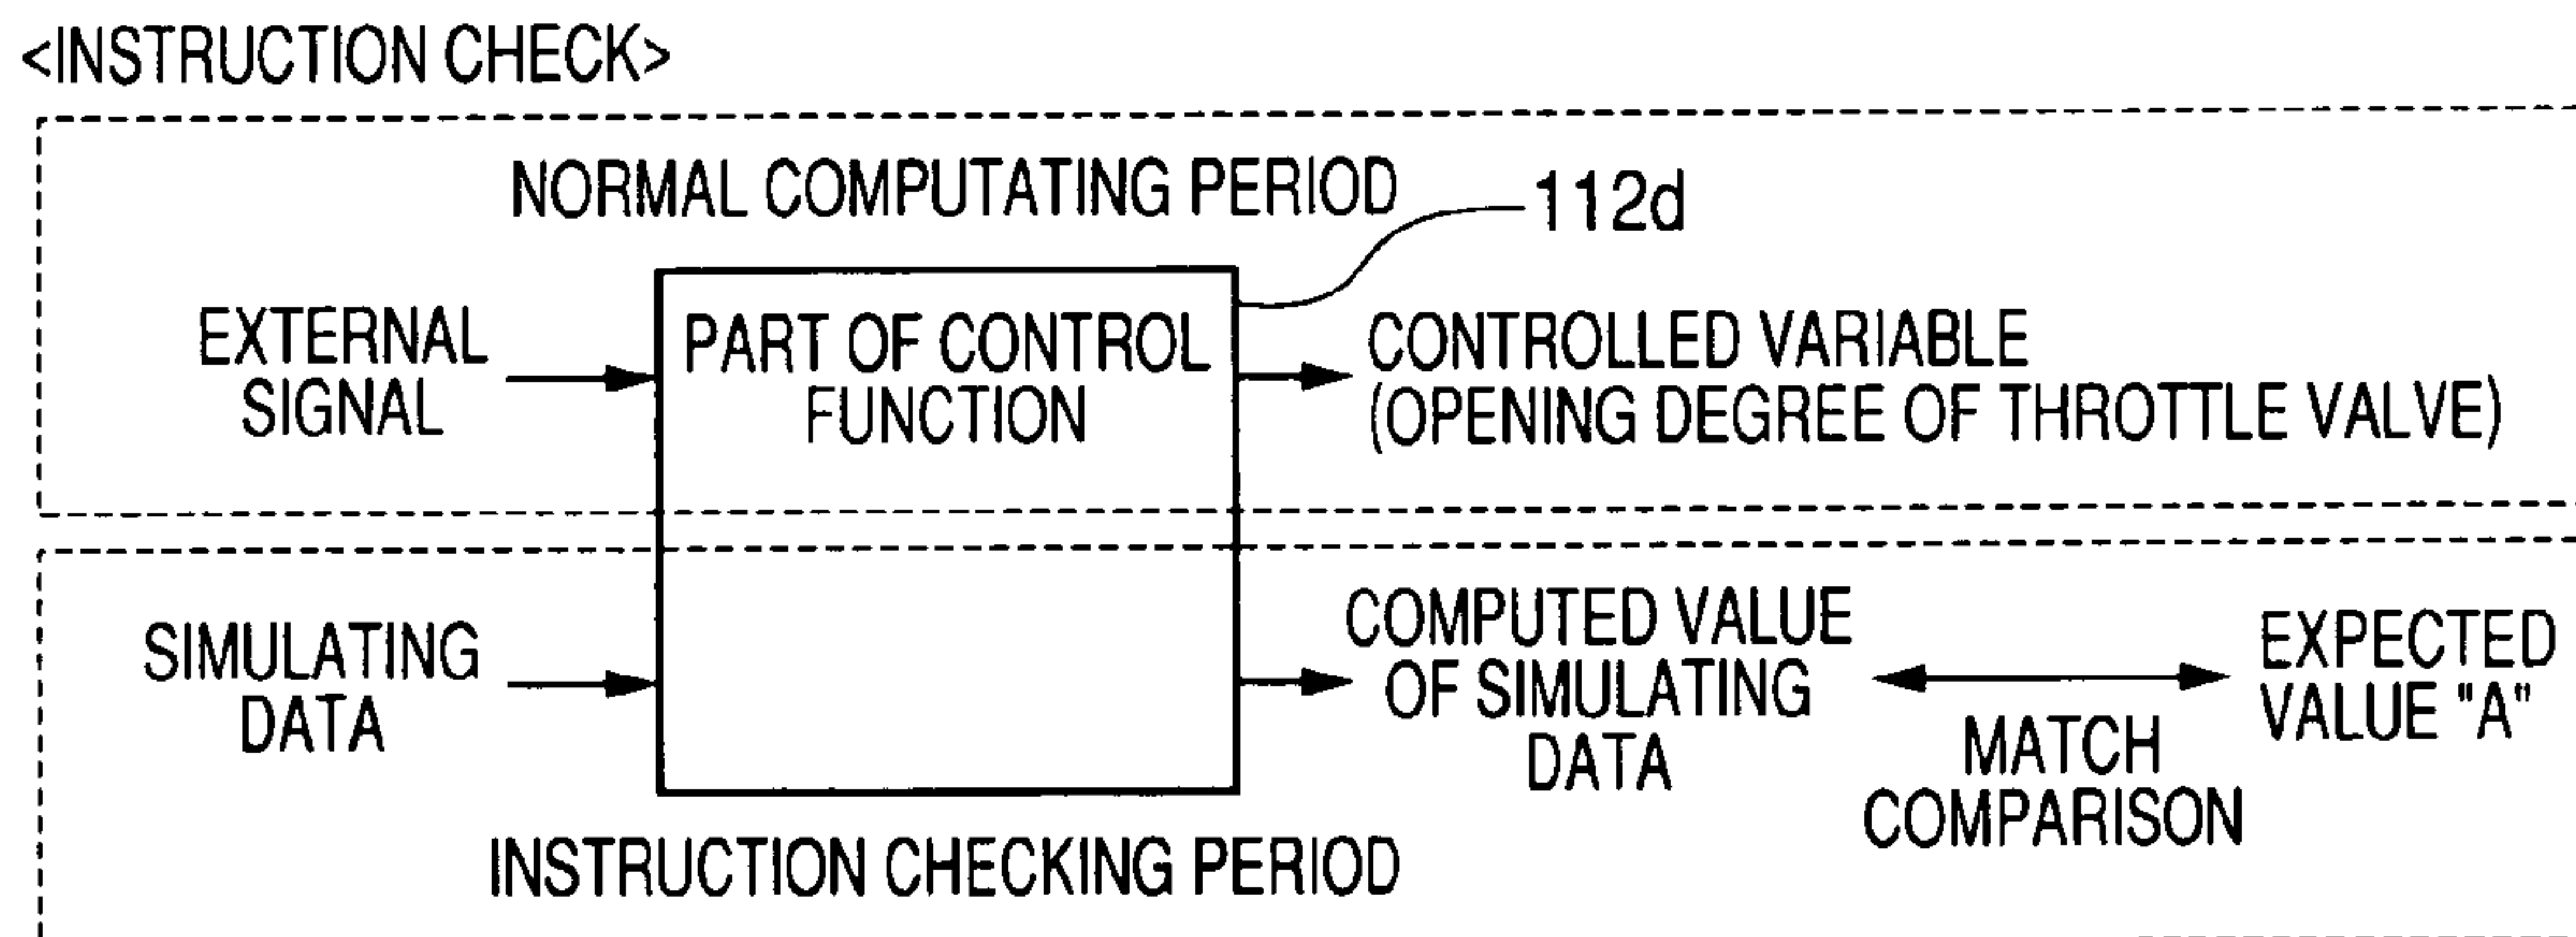 <INSTRUCTION CHECK>
NORMAL COMPUTATING PERIOD
112d
EXTERNAL
SIGNAL
PART OF CONTROL
FUNCTION
CONTROLLED VARIABLE
(OPENING DEGREE OF THROTTLE VALVE)
SIMULATING
DATA
COMPUTED VALUE
OF SIMULATING
DATA
MATCH
COMPARISON
EXPECTED
VALUE "A"
INSTRUCTION CHECKING PERIOD